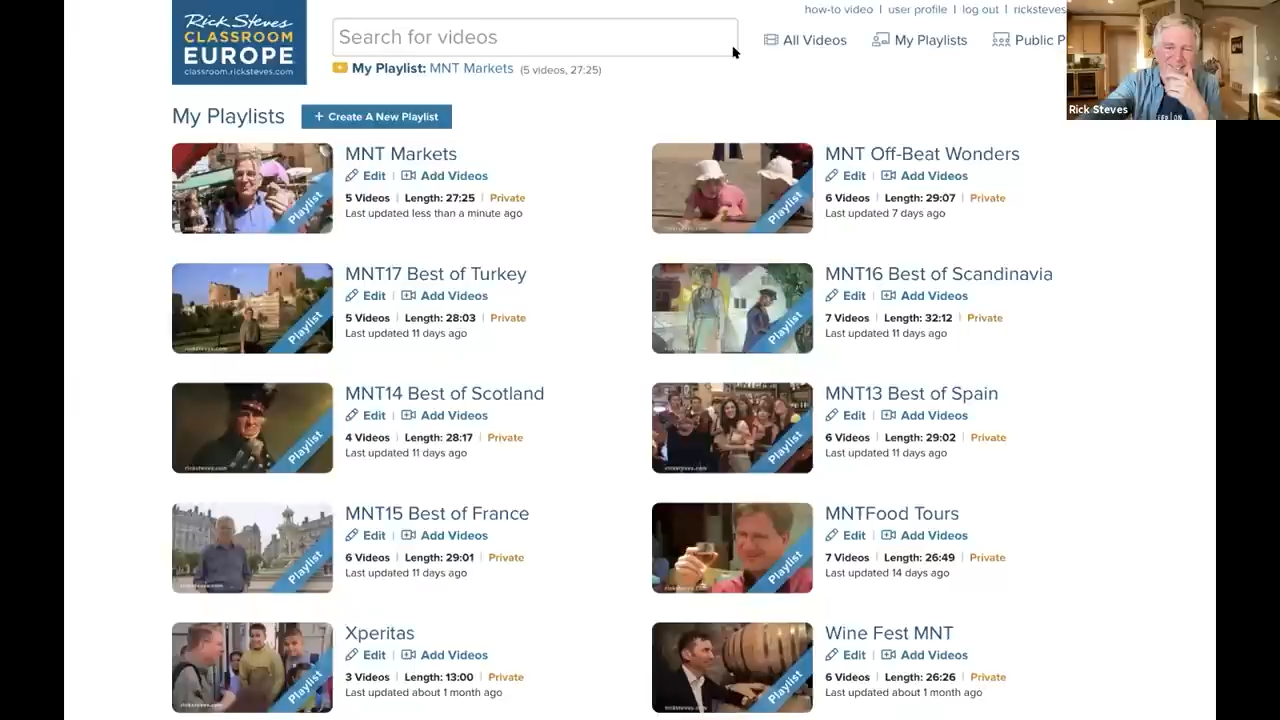 how-to video | user profile | log out | ricksteves
Rick Steves
CLASSROOM
EUROPE
classroom.ricksteves.com
Search for videos
All Videos
My Playlists
Public P
My Playlist: MNT Markets (5 videos, 27:25)
Rick Steves
My Playlists
+ Create A New Playlist
MNT Markets
Edit | Add Videos
5 Videos | Length: 27:25 | Private
Last updated less than a minute ago
Playlist
MNT Off-Beat Wonders
Edit | Add Videos
6 Videos | Length: 29:07 | Private
Last updated 7 days ago
Playlist
MNT17 Best of Turkey
Edit | Add Videos
5 Videos | Length: 28:03 | Private
Last updated 11 days ago
Playlist
MNT16 Best of Scandinavia
Edit | Add Videos
7 Videos | Length: 32:12 | Private
Last updated 11 days ago
Playlist
MNT14 Best of Scotland
Edit | Add Videos
4 Videos | Length: 28:17 | Private
Last updated 11 days ago
Playlist
MNT13 Best of Spain
Edit | Add Videos
6 Videos | Length: 29:02 | Private
Last updated 11 days ago
Playlist
MNT15 Best of France
Edit | Add Videos
6 Videos | Length: 29:01 | Private
Last updated 11 days ago
Playlist
MNTFood Tours
Edit | Add Videos
7 Videos | Length: 26:49 | Private
Last updated 14 days ago
Playlist
Xperitas
Edit | Add Videos
3 Videos | Length: 13:00 | Private
Last updated about 1 month ago
Playlist
Wine Fest MNT
Edit | Add Videos
6 Videos | Length: 26:26 | Private
Last updated about 1 month ago
Playlist